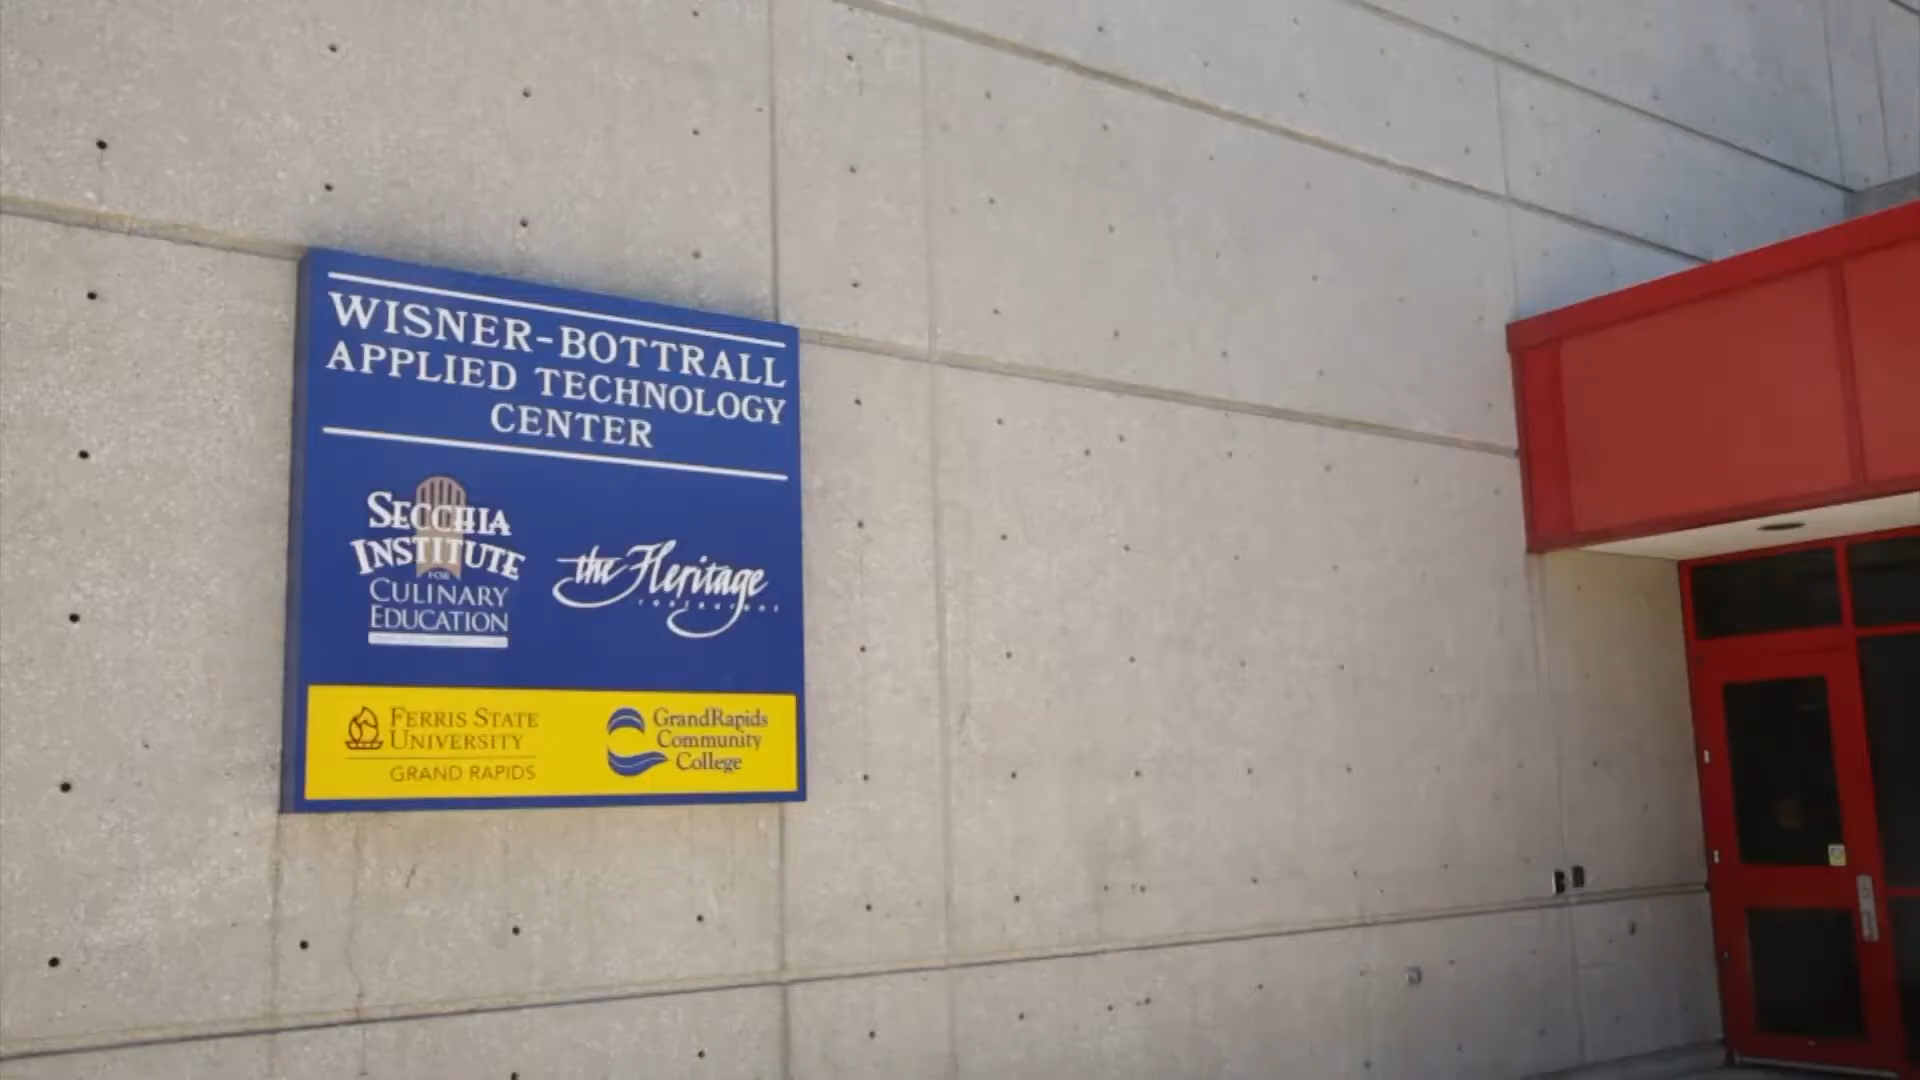 WISNER-BOTTRALL
APPLIED TECHNOLOGY
CENTER
SECCHIA
INSTITUTE
FOR
CULINARY
EDUCATION
the Heritage
restaurant
FERRIS STATE
UNIVERSITY
GRAND RAPIDS
GrandRapids
Community
College